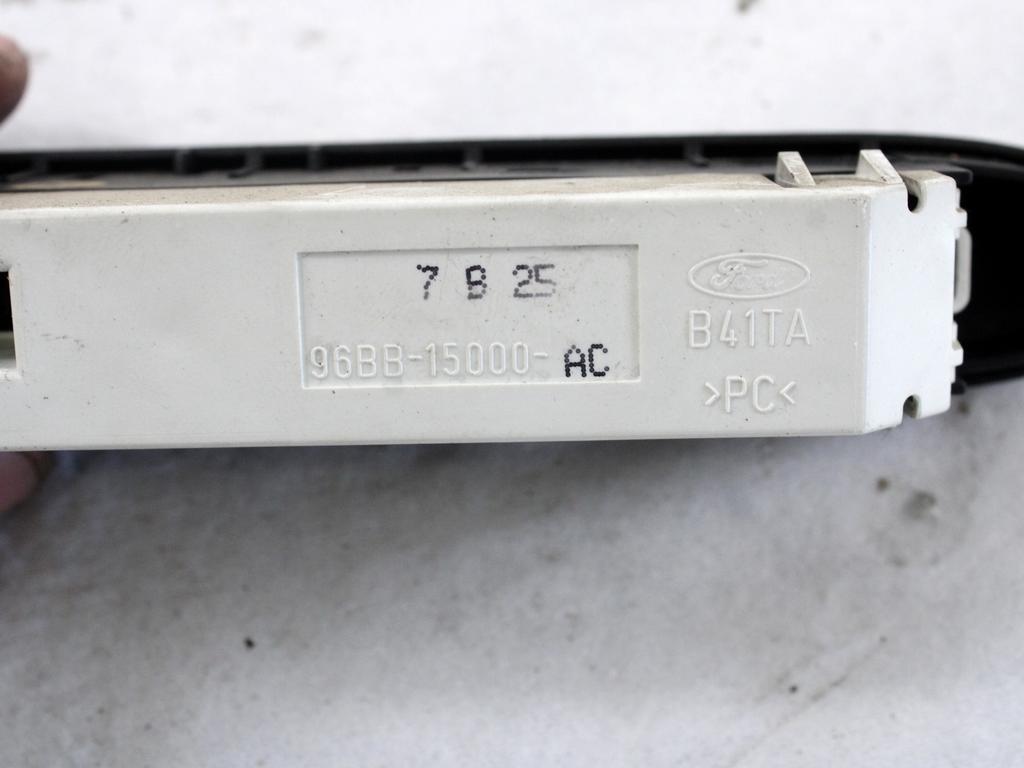 7 B 25
96BB-15000- AC
Ford
B41TA
>PC<